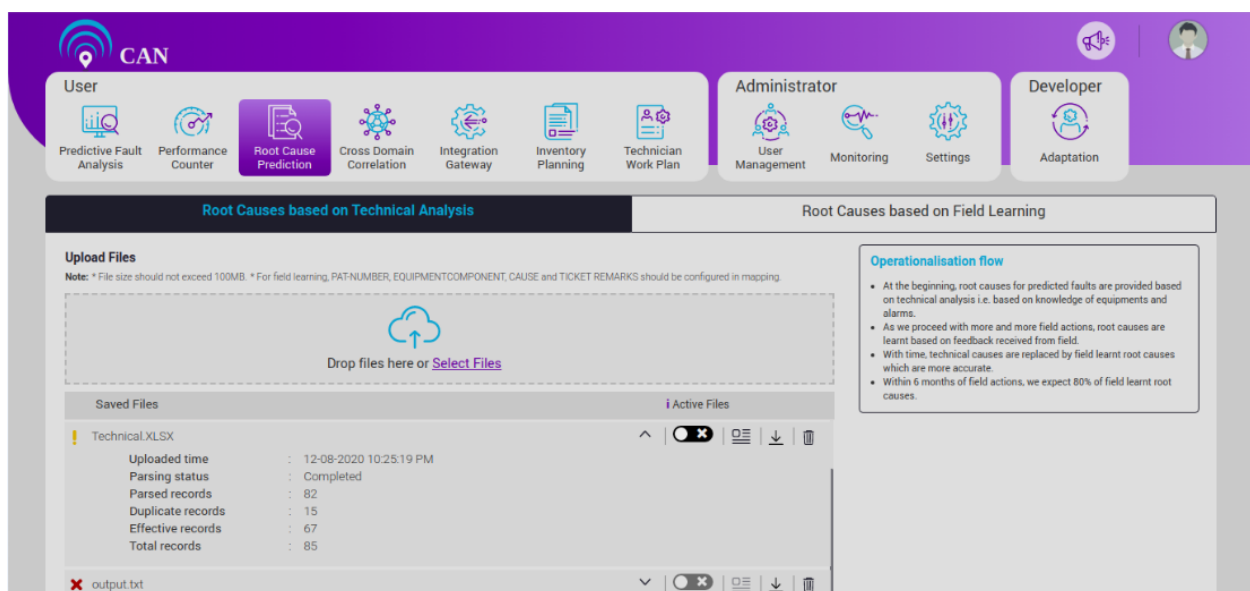 CAN
User
Administrator
Developer
Predictive Fault
Analysis
Performance
Counter
Root Cause
Prediction
Cross Domain
Correlation
Integration
Gateway
Inventory
Planning
Technician
Work Plan
User
Management
Monitoring
Settings
Adaptation
Root Causes based on Technical Analysis
Root Causes based on Field Learning
Upload Files
Note: * File size should not exceed 100MB. * For field learning, PAT-NUMBER, EQUIPMENTCOMPONENT, CAUSE and TICKET REMARKS should be configured in mapping.
Drop files here or Select Files
Operationalisation flow
• At the beginning, root causes for predicted faults are provided based
on technical analysis i.e. based on knowledge of equipments and
alarms.
• As we proceed with more and more field actions, root causes are
learnt based on feedback received from field.
• With time, technical causes are replaced by field learnt root causes
which are more accurate.
• Within 6 months of field actions, we expect 80% of field learnt root
causes.
Saved Files
i Active Files
Technical.XLSX
Uploaded time : 12-08-2020 10:25:19 PM
Parsing status : Completed
Parsed records : 82
Duplicate records : 15
Effective records : 67
Total records : 85
output.txt